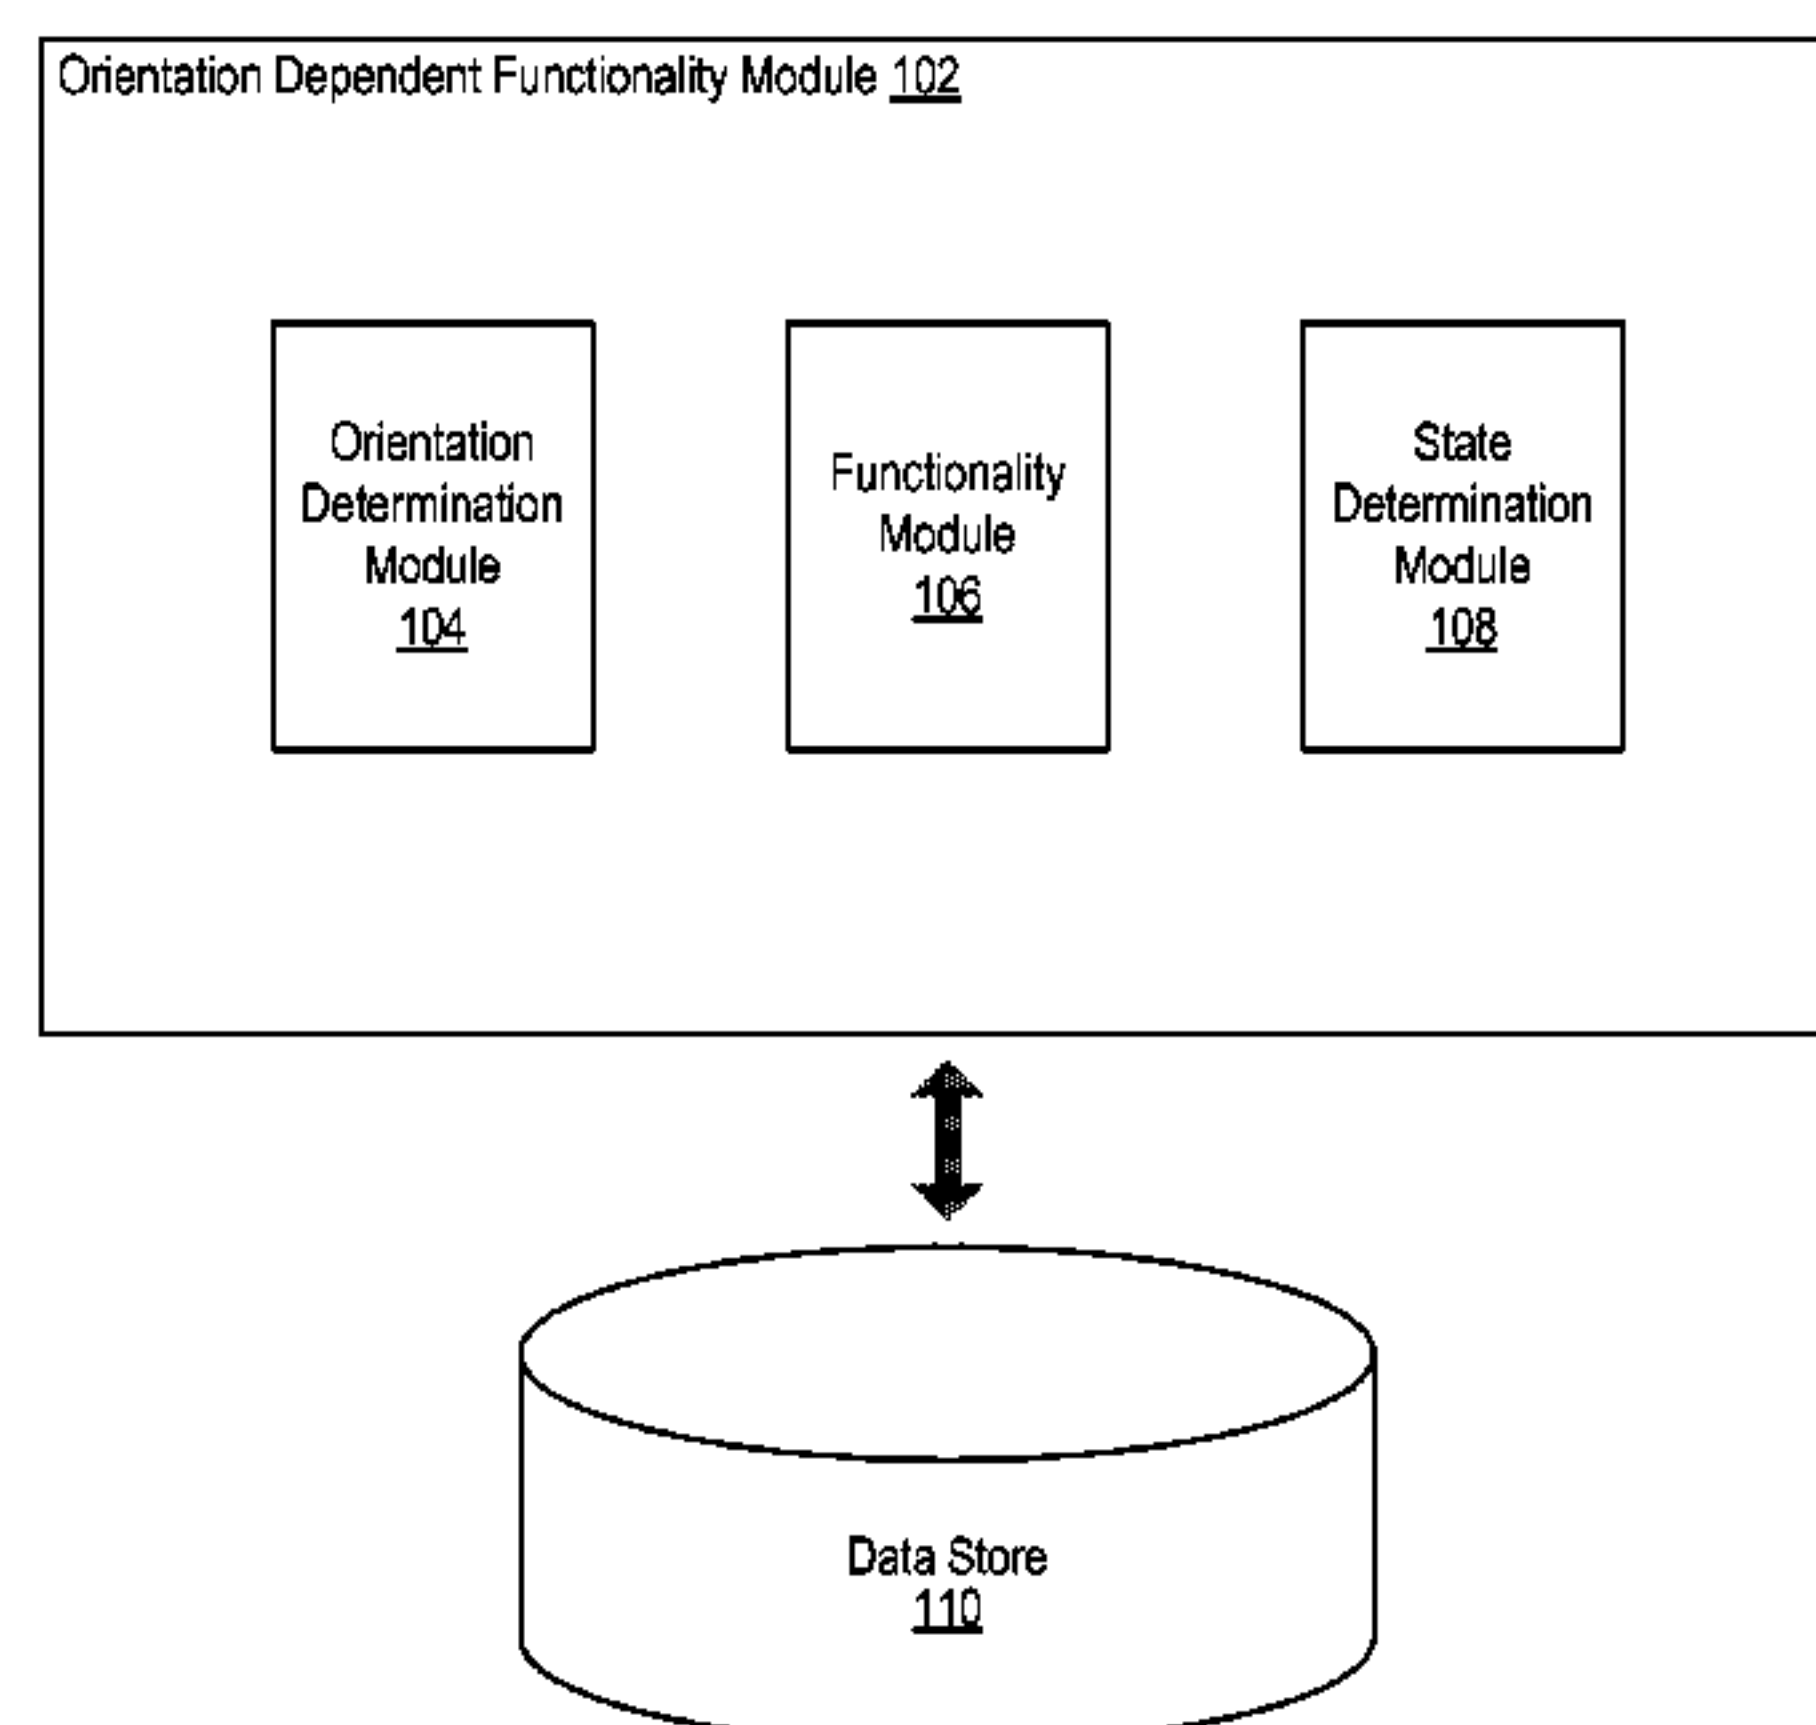 Orientation Dependent Functionality Module 102
Orientation
Determination
Module
104
Functionality
Module
106
State
Determination
Module
108
Data Store
110